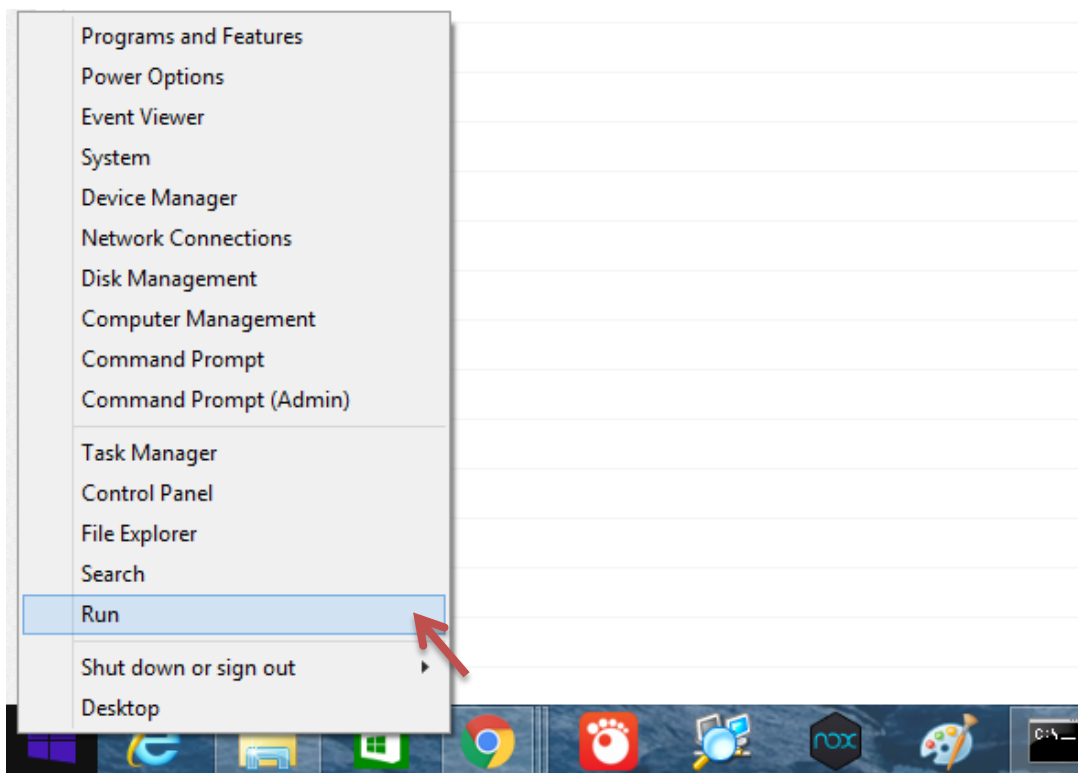 Programs and Features
Power Options
Event Viewer
System
Device Manager
Network Connections
Disk Management
Computer Management
Command Prompt
Command Prompt (Admin)
Task Manager
Control Panel
File Explorer
Search
Run
Shut down or sign out
Desktop
nox
C:\_